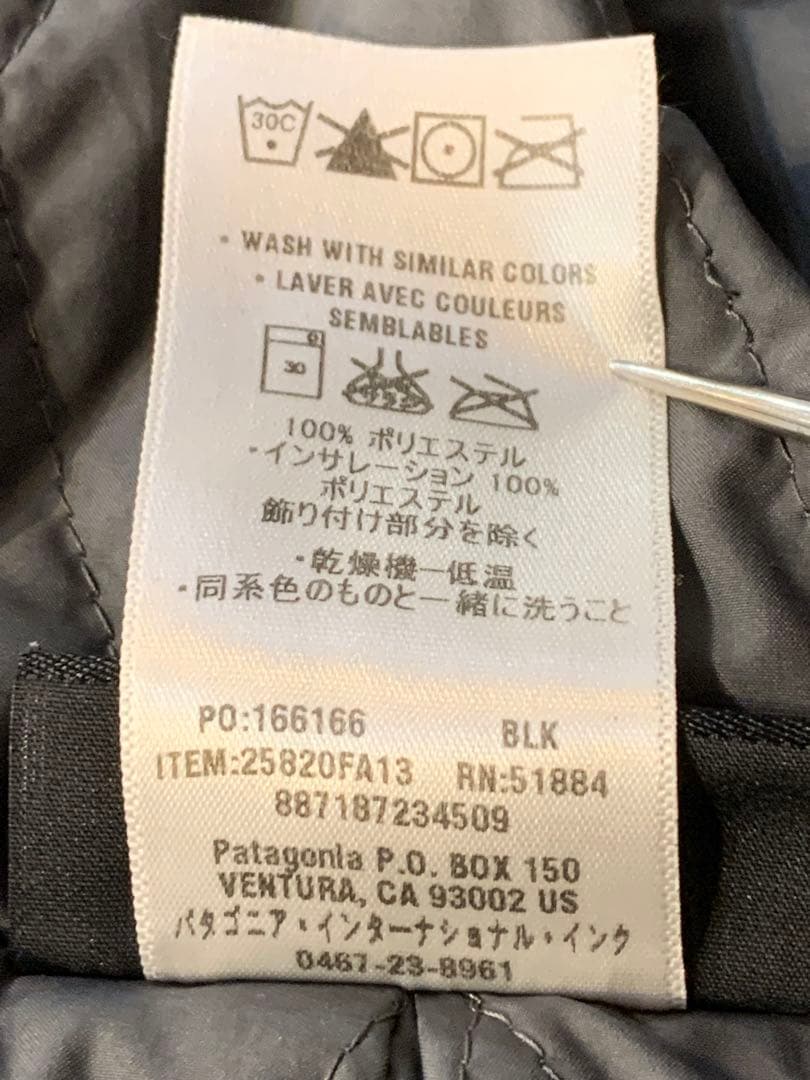 30C
• WASH WITH SIMILAR COLORS
• LAVER AVEC COULEURS
SEMBLABLES
30
100% ポリエステル
・インサレーション 100%
ポリエステル
飾り付け部分を除く
・乾燥機ー低温
・同系色のものと一緒に洗うこと
PO:166166 BLK
ITEM:25820FA13 RN:51884
887187234509
Patagonia P.O. BOX 150
VENTURA, CA 93002 US
パタゴニア・インターナショナル・インク
0467-23-8961